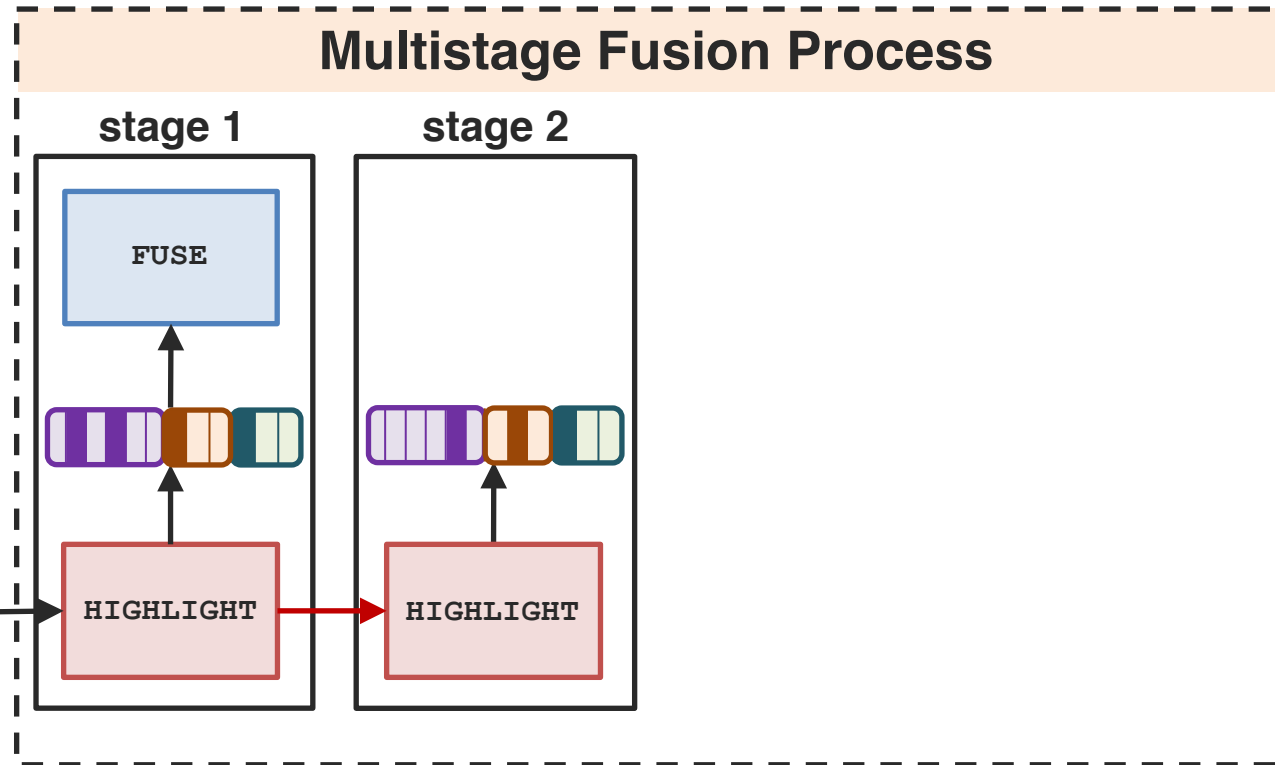 Multistage Fusion Process
stage 1
stage 2
FUSE
HIGHLIGHT
HIGHLIGHT